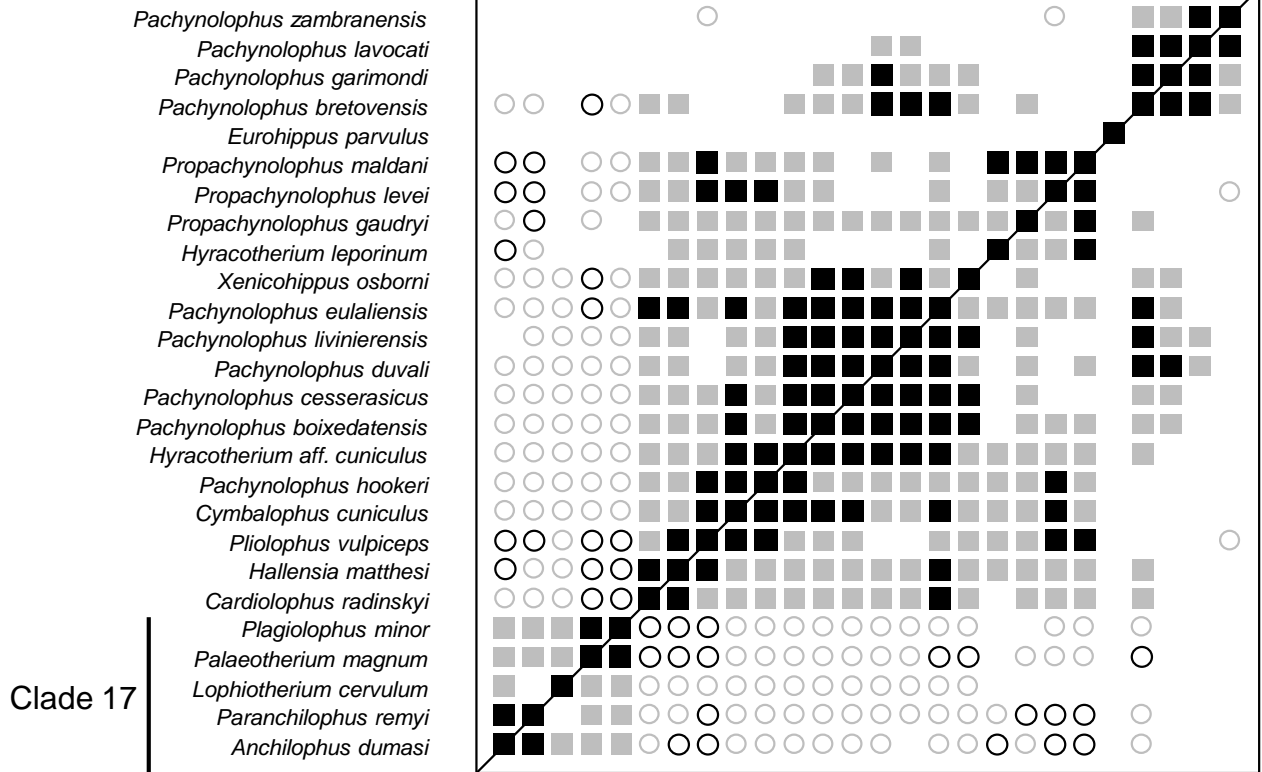 Pachynolophus zambranensis
Pachynolophus lavocati
Pachynolophus garimondi
Pachynolophus bretovensis
Eurohippus parvulus
Propachynolophus maldani
Propachynolophus levei
Propachynolophus gaudryi
Hyracotherium leporinum
Xenicohippus osborni
Pachynolophus eulaliensis
Pachynolophus livinierensis
Pachynolophus duvali
Pachynolophus cesserasicus
Pachynolophus boixedatensis
Hyracotherium aff. cuniculus
Pachynolophus hookeri
Cymbalophus cuniculus
Pliolophus vulpiceps
Hallensia matthesi
Cardiolophus radinskyi
Plagiolophus minor
Palaeotherium magnum
Clade 17
Lophiotherium cervulum
Paranchilophus remyi
Anchilophus dumasi